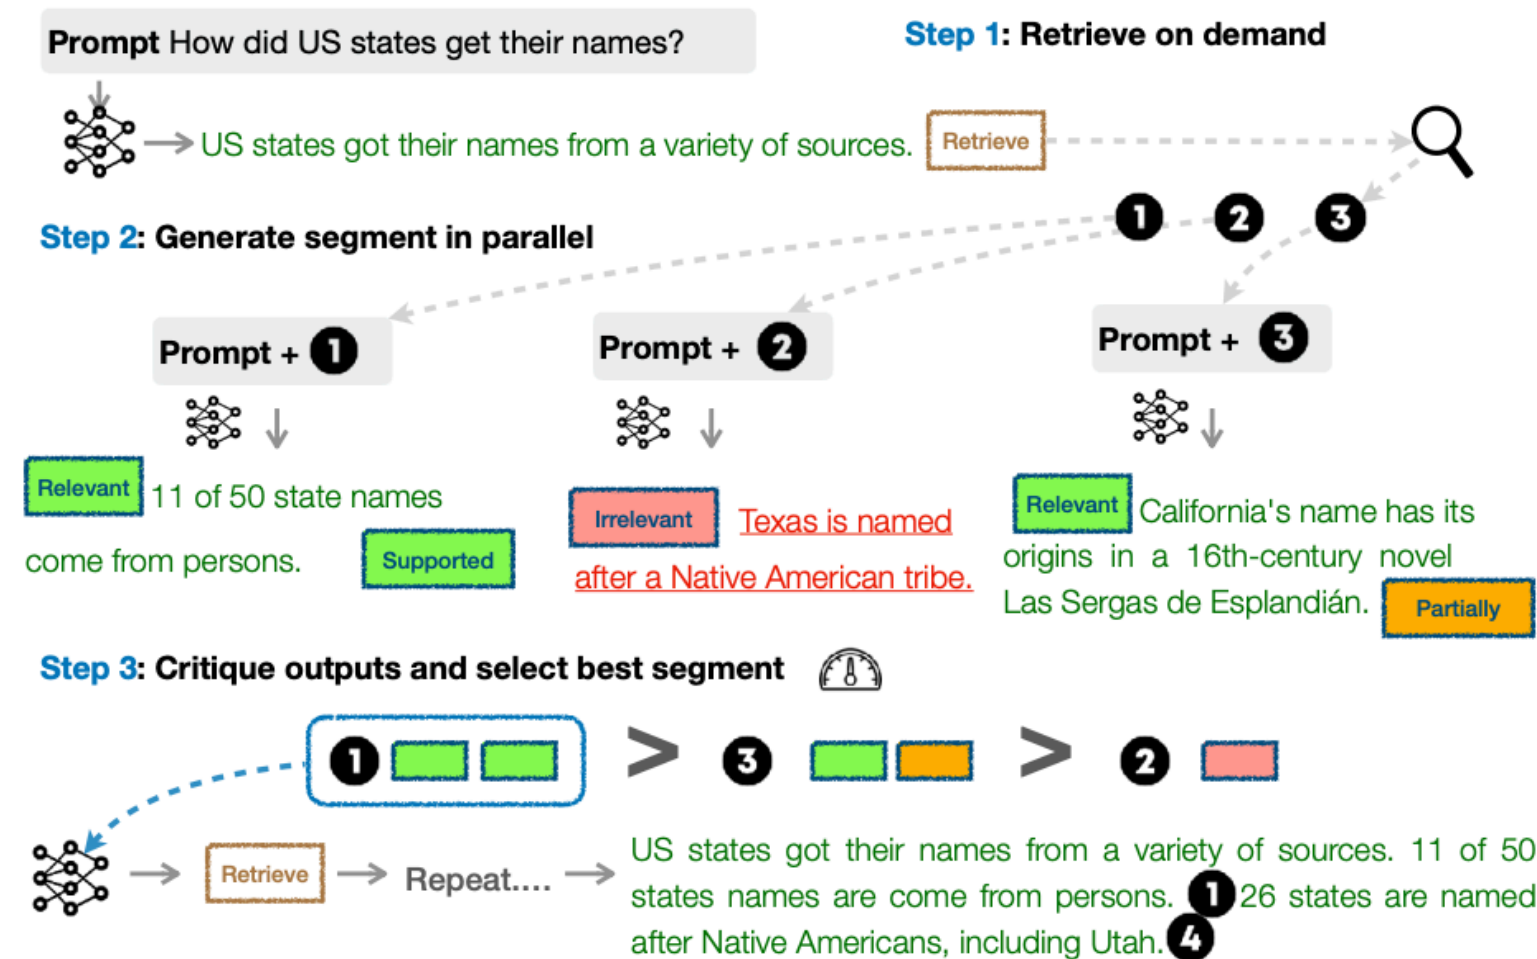 Prompt How did US states get their names?
Step 1: Retrieve on demand
US states got their names from a variety of sources. Retrieve
1 2 3
Step 2: Generate segment in parallel
Prompt + 1
Prompt + 2
Prompt + 3
Relevant 11 of 50 state names
come from persons. Supported
Irrelevant Texas is named
after a Native American tribe.
Relevant California's name has its
origins in a 16th-century novel
Las Sergas de Esplandián. Partially
Step 3: Critique outputs and select best segment
1 > 3 > 2
Retrieve Repeat....
US states got their names from a variety of sources. 11 of 50
states names are come from persons. 1 26 states are named
after Native Americans, including Utah. 4